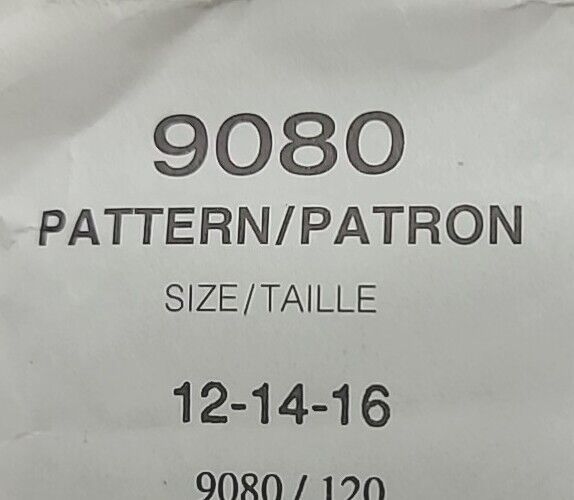 9080
PATTERN/PATRON
SIZE/TAILLE
12-14-16
9080 / 120